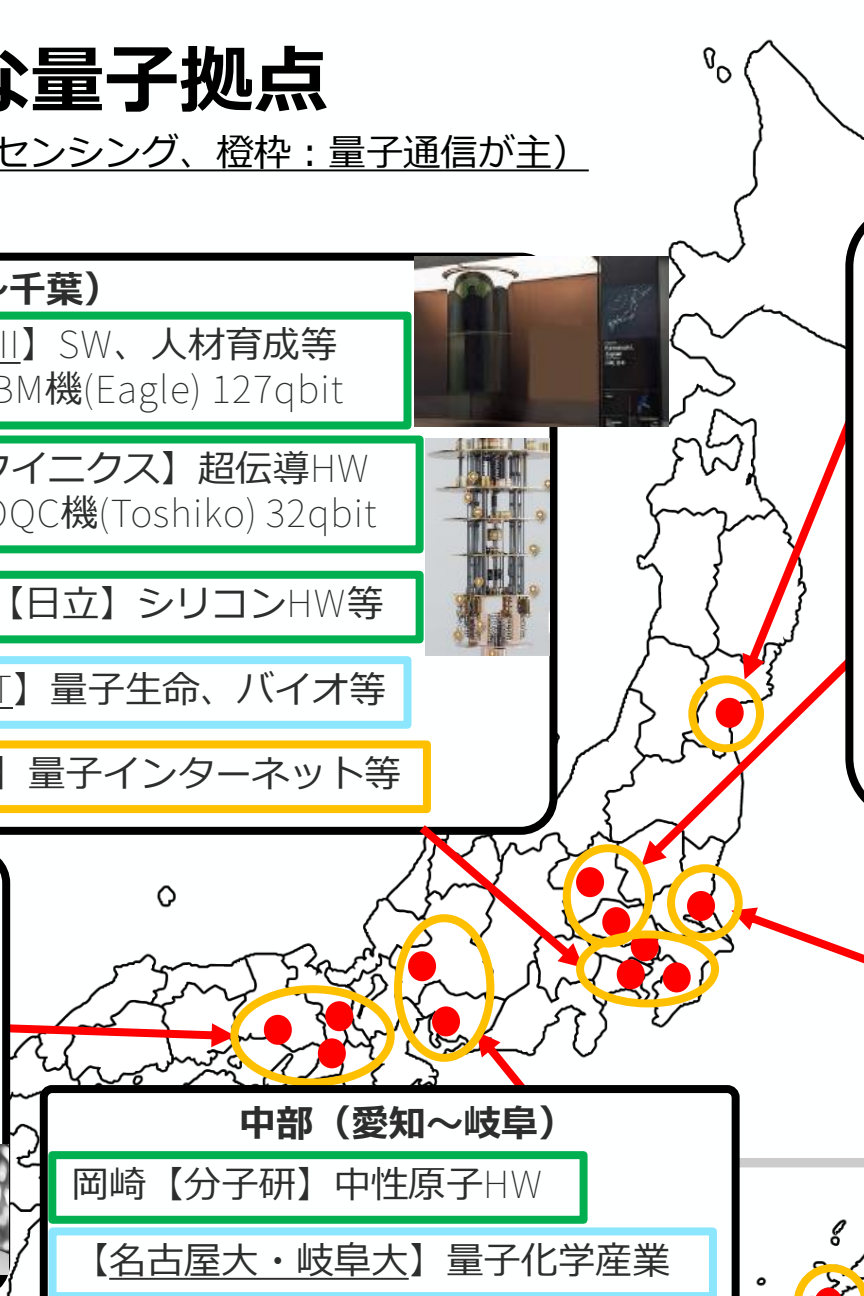 な量子拠点
センシング、橙枠：量子通信が主）
～千葉）
II】SW、人材育成等
BM機(Eagle) 127qbit
クイニクス】超伝導HW
OQC機(Toshiko) 32qbit
【日立】シリコンHW等
T】量子生命、バイオ等
】量子インターネット等
中部（愛知～岐阜）
岡崎【分子研】中性原子HW
【名古屋大・岐阜大】量子化学産業